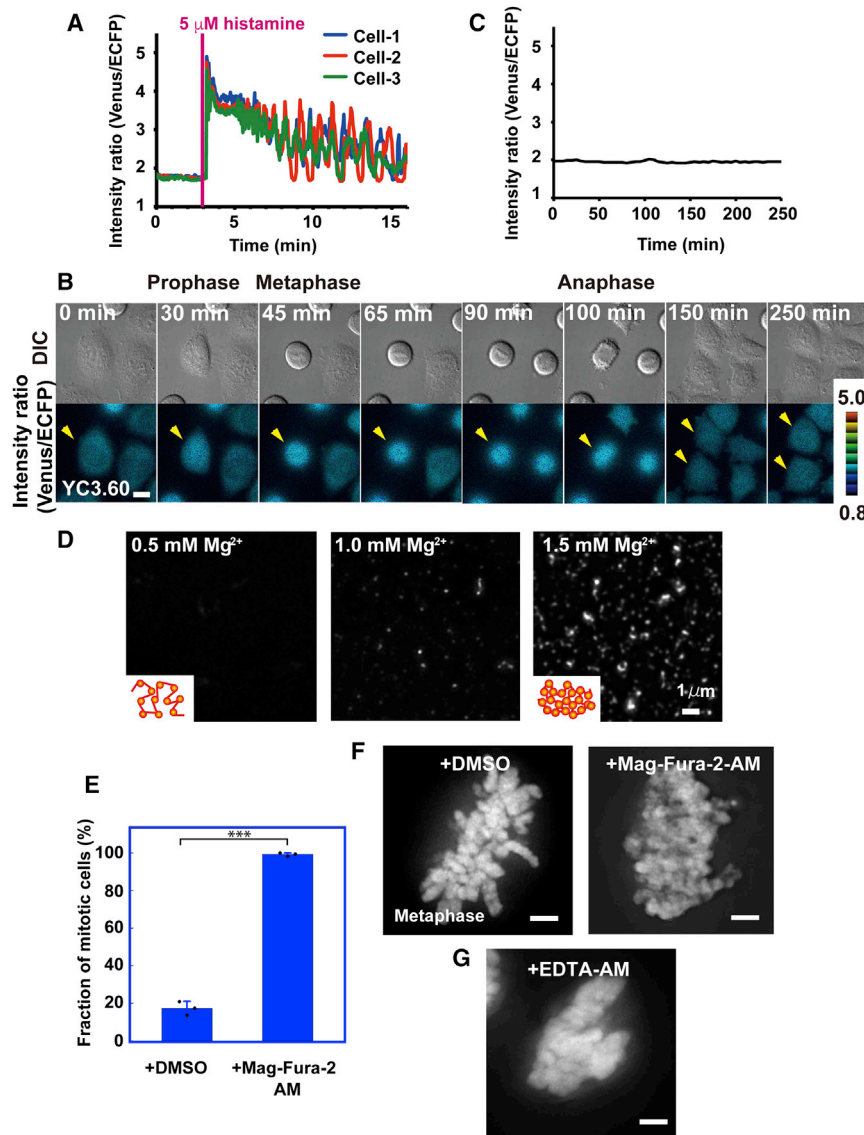 A
5 μM histamine
Cell-1
Cell-2
Cell-3
Intensity ratio (Venus/ECFP)
5
4
3
2
1
0 5 10 15
Time (min)
C
Intensity ratio (Venus/ECFP)
5
4
3
2
1
0 50 100 150 200 250
Time (min)
B
Prophase Metaphase Anaphase
DIC
0 min 30 min 45 min 65 min 90 min 100 min 150 min 250 min
Intensity ratio
(Venus/ECFP)
YC3.60
5.0
0.8
D
0.5 mM Mg²⁺
1.0 mM Mg²⁺
1.5 mM Mg²⁺
1 μm
E
Fraction of mitotic cells (%)
100
80
60
40
20
0
***
+DMSO
+Mag-Fura-2
AM
F
+DMSO
Metaphase
+Mag-Fura-2-AM
G
+EDTA-AM